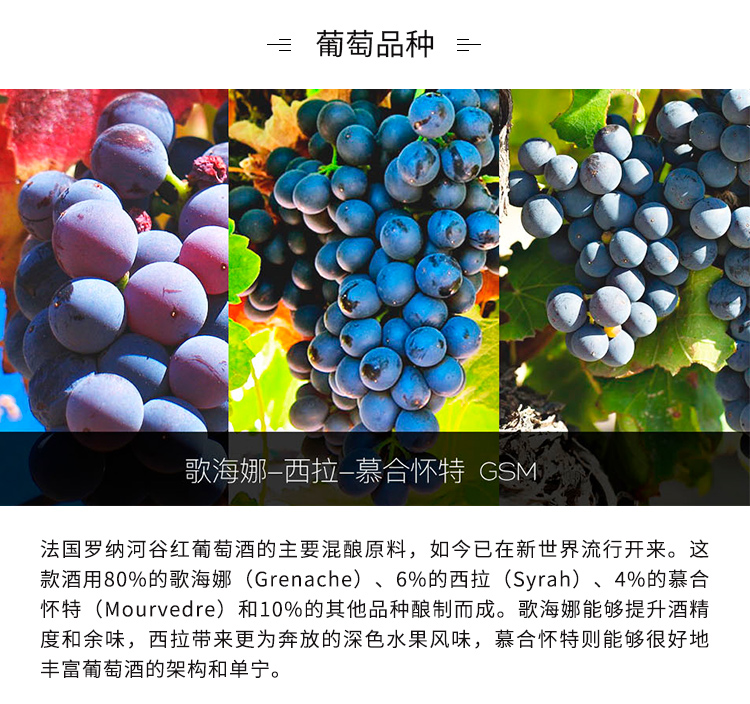 葡萄品种
歌海娜-西拉-慕合怀特 GSM
法国罗纳河谷红葡萄酒的主要混酿原料，如今已在新世界流行开来。这
款酒用80%的歌海娜（Grenache）、6%的西拉（Syrah）、4%的慕合
怀特（Mourvedre）和10%的其他品种酿制而成。歌海娜能够提升酒精
度和余味，西拉带来更为奔放的深色水果风味，慕合怀特则能够很好地
丰富葡萄酒的架构和单宁。